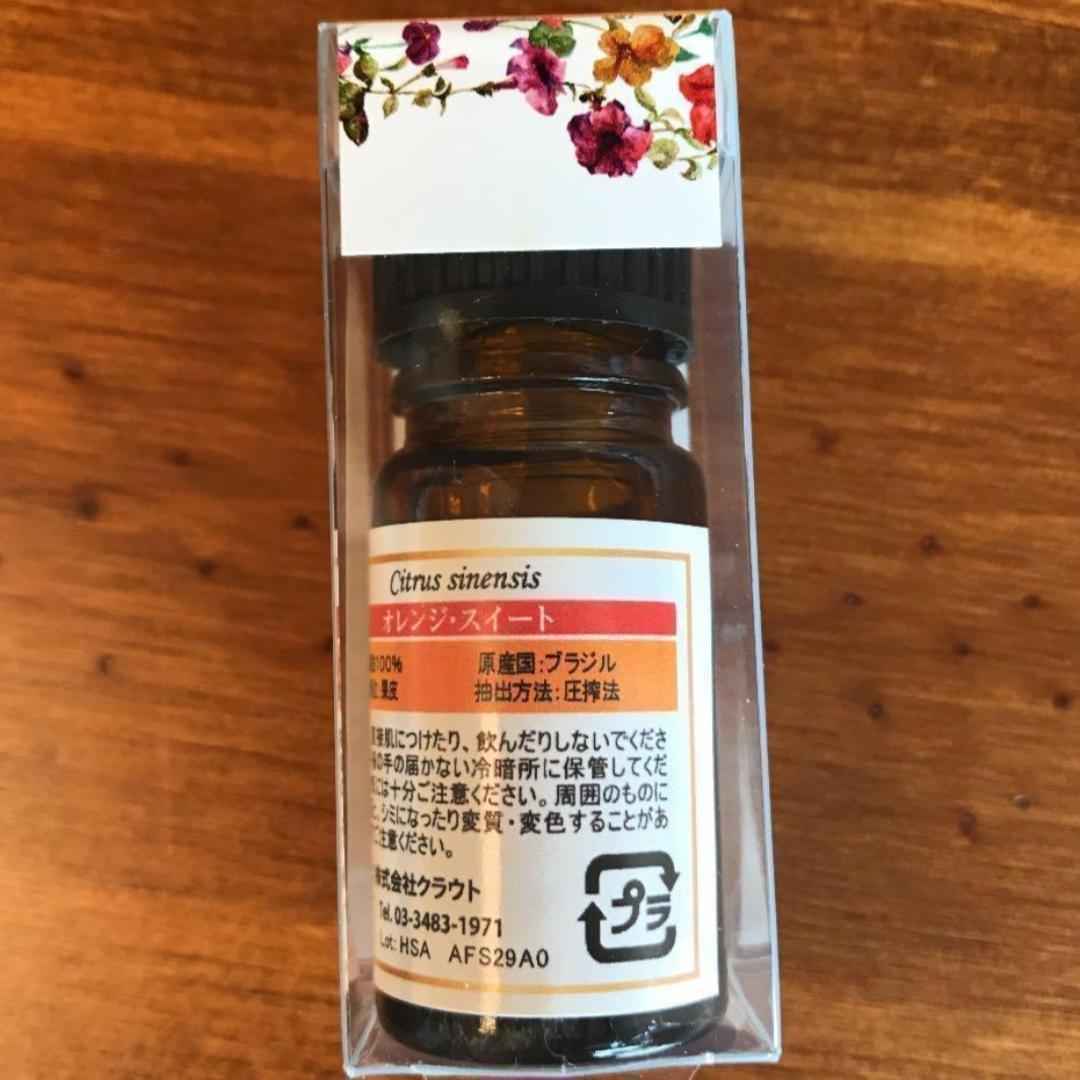 Citrus sinensis
オレンジ・スイート
100% 原産国:ブラジル
果皮 抽出方法:圧搾法
接肌につけたり、飲んだりしないでくださ
の手の届かない冷暗所に保管してくだ
には十分ご注意ください。周囲のものに
、シミになったり変質・変色することがあ
ご注意ください。
株式会社クラウト
Tel. 03-3483-1971
Lot: HSA AFS29A0
プラ